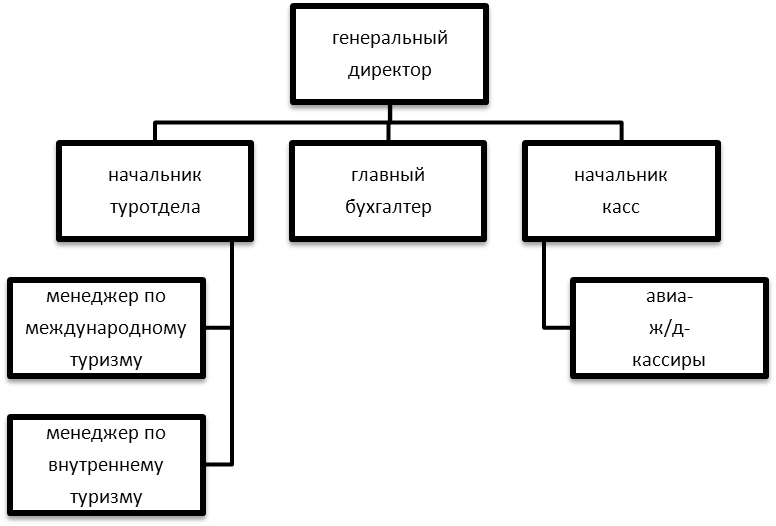 генеральный
директор
начальник
туротдела
главный
бухгалтер
начальник
касс
менеджер по
международному
туризму
авиа-
ж/д-
кассиры
менеджер по
внутреннему
туризму